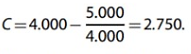 C = 4.000 − 5.000/4.000 = 2.750.